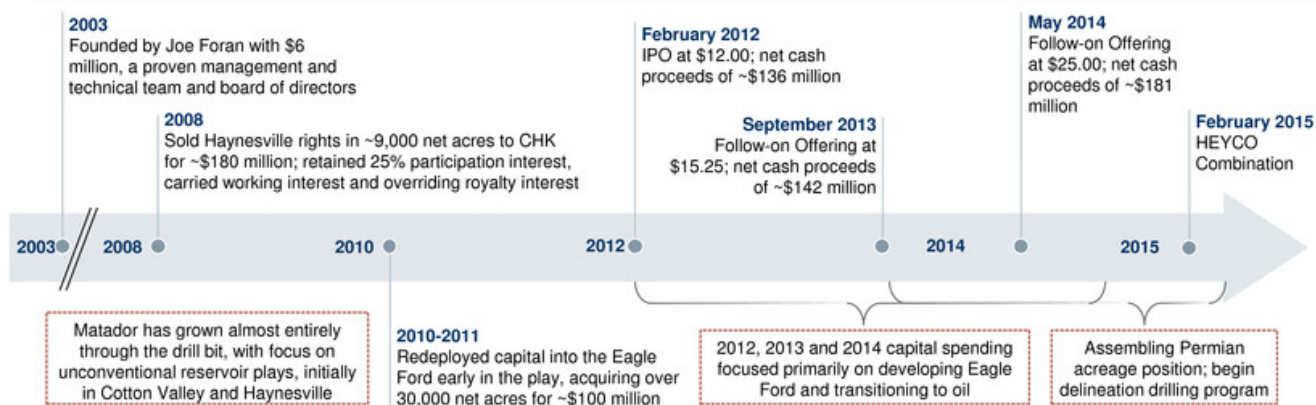 2003
Founded by Joe Foran with $6
million, a proven management and
technical team and board of directors
2008
Sold Haynesville rights in ~9,000 net acres to CHK
for ~$180 million; retained 25% participation interest,
carried working interest and overriding royalty interest
February 2012
IPO at $12.00; net cash
proceeds of ~$136 million
September 2013
Follow-on Offering at
$15.25; net cash proceeds
of ~$142 million
May 2014
Follow-on Offering
at $25.00; net cash
proceeds of ~$181
million
February 2015
HEYCO
Combination
2003
2008
2010
2012
2014
2015
Matador has grown almost entirely
through the drill bit, with focus on
unconventional reservoir plays, initially
in Cotton Valley and Haynesville
2010-2011
Redeployed capital into the Eagle
Ford early in the play, acquiring over
30,000 net acres for ~$100 million
2012, 2013 and 2014 capital spending
focused primarily on developing Eagle
Ford and transitioning to oil
Assembling Permian
acreage position; begin
delineation drilling program